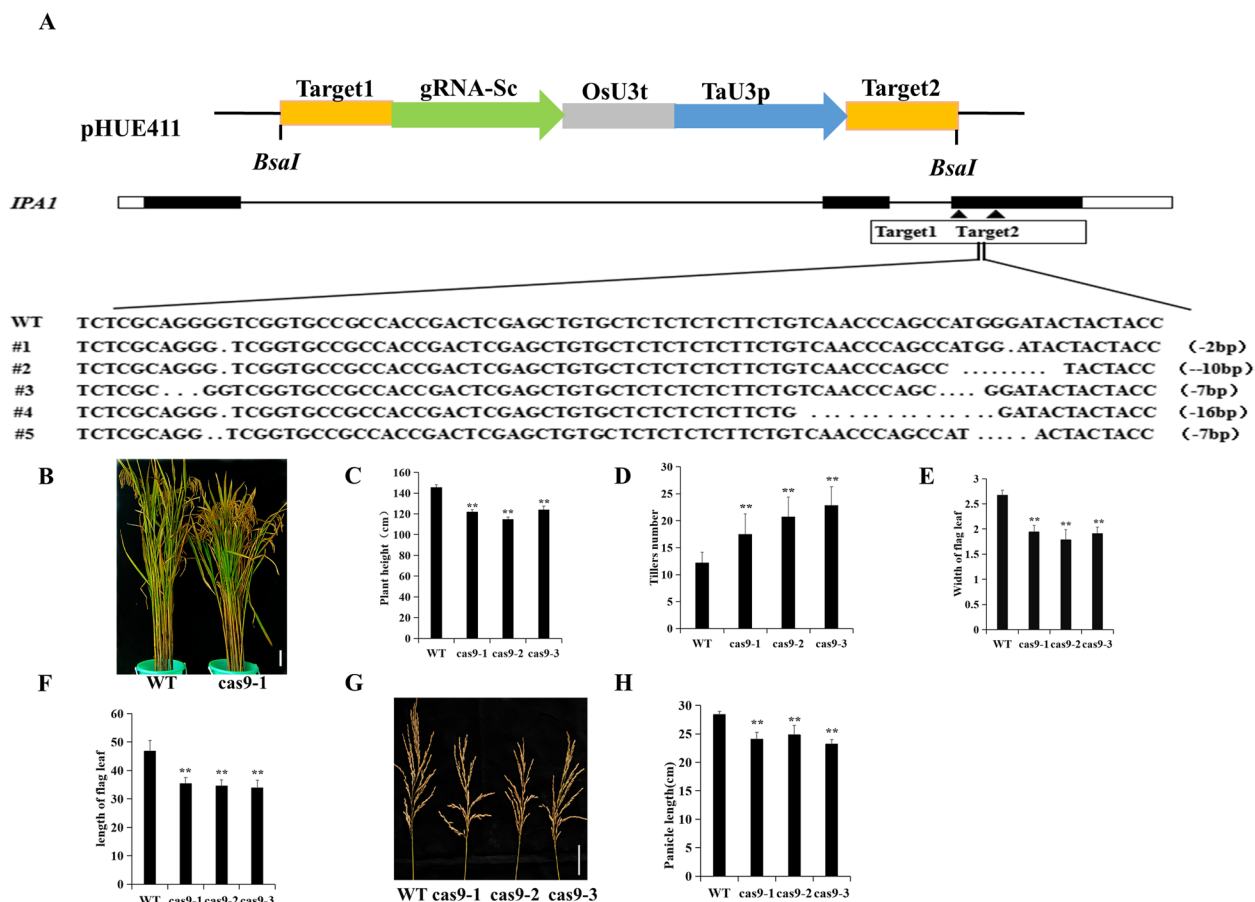 A
Target1 gRNA-Sc OsU3t TaU3p Target2
pHUE411
BsaI BsaI
IPA1
Target1 Target2
WT TCTCGCAGGGGTCGGTGCCGCCACCGACTCGAGCTGTGCTCTCTCTCTTCTGTCAACCCAGCCATGGGATACTACTACC
#1 TCTCGCAGGG.TCGGTGCCGCCACCGACTCGAGCTGTGCTCTCTCTCTTCTGTCAACCCAGCCATGG.ATACTACTACC (-2bp)
#2 TCTCGCAGGG.TCGGTGCCGCCACCGACTCGAGCTGTGCTCTCTCTCTTCTGTCAACCCAGCC ......... TACTACC (--10bp)
#3 TCTCGC...GGTCGGTGCCGCCACCGACTCGAGCTGTGCTCTCTCTCTTCTGTCAACCCAGC....GGATACTACTACC (-7bp)
#4 TCTCGCAGGG.TCGGTGCCGCCACCGACTCGAGCTGTGCTCTCTCTCTTCTG ...............GATACTACTACC (-16bp)
#5 TCTCGCAGG..TCGGTGCCGCCACCGACTCGAGCTGTGCTCTCTCTCTTCTGTCAACCCAGCCAT.....ACTACTACC (-7bp)
B
WT cas9-1
C
Plant height (cm)
160
140
120
100
80
60
40
20
0
** ** **
WT cas9-1 cas9-2 cas9-3
D
Tillers number
30
25
20
15
10
5
0
** ** **
WT cas9-1 cas9-2 cas9-3
E
Width of flag leaf
3
2.5
2
1.5
1
0.5
0
** ** **
WT cas9-1 cas9-2 cas9-3
F
length of flag leaf
60
50
40
30
20
10
0
** ** **
WT cas9-1 cas9-2 cas9-3
G
WT cas9-1 cas9-2 cas9-3
H
Panicle length(cm)
30
25
20
15
10
5
0
** ** **
WT cas9-1 cas9-2 cas9-3